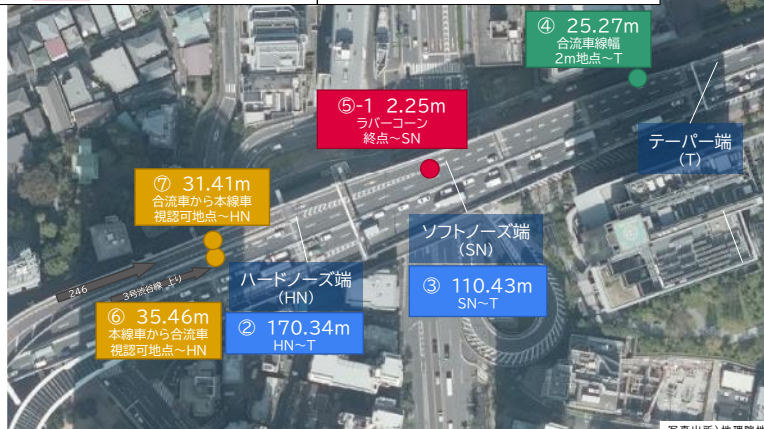 ④ 25.27m
合流車線幅
2m地点～T
⑤-1 2.25m
ラバーコーン
終点～SN
テーパー端
(T)
⑦ 31.41m
合流車から本線車
視認可地点～HN
ソフトノーズ端
(SN)
③ 110.43m
SN～T
ハードノーズ端
(HN)
② 170.34m
HN～T
246
3号渋谷線 上り
⑥ 35.46m
本線車から合流車
視認可地点～HN